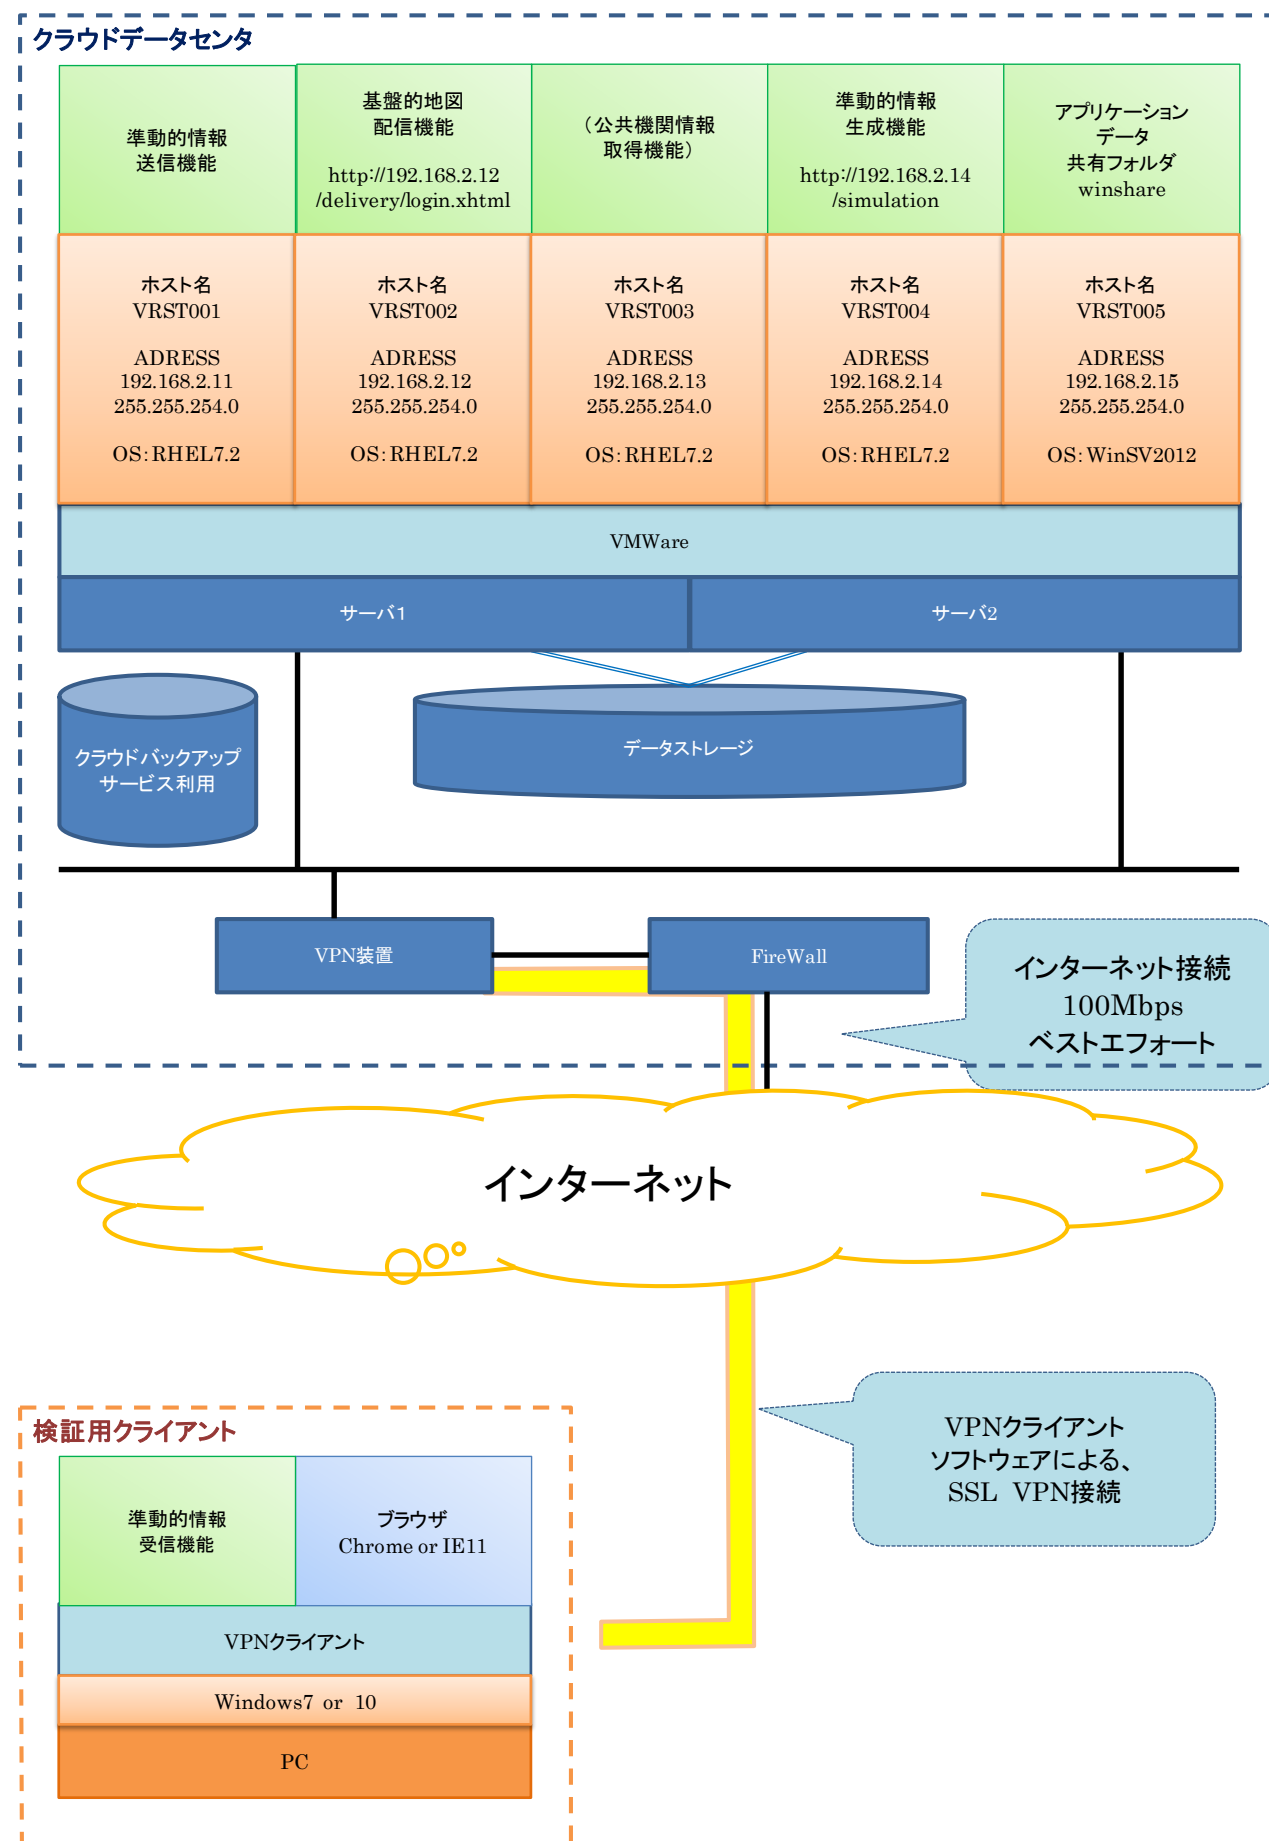 クラウドデータセンタ
準動的情報
送信機能
基盤的地図
配信機能
http://192.168.2.12
/delivery/login.xhtml
（公共機関情報
取得機能）
準動的情報
生成機能
http://192.168.2.14
/simulation
アプリケーション
データ
共有フォルダ
winshare
ホスト名
VRST001
ADRESS
192.168.2.11
255.255.254.0
OS：RHEL7.2
ホスト名
VRST002
ADRESS
192.168.2.12
255.255.254.0
OS：RHEL7.2
ホスト名
VRST003
ADRESS
192.168.2.13
255.255.254.0
OS：RHEL7.2
ホスト名
VRST004
ADRESS
192.168.2.14
255.255.254.0
OS：RHEL7.2
ホスト名
VRST005
ADRESS
192.168.2.15
255.255.254.0
OS：WinSV2012
VMWare
サーバ1
サーバ2
クラウドバックアップ
サービス利用
データストレージ
VPN装置
FireWall
インターネット接続
100Mbps
ベストエフォート
インターネット
VPNクライアント
ソフトウェアによる、
SSL VPN接続
検証用クライアント
準動的情報
受信機能
ブラウザ
Chrome or IE11
VPNクライアント
Windows7 or 10
PC